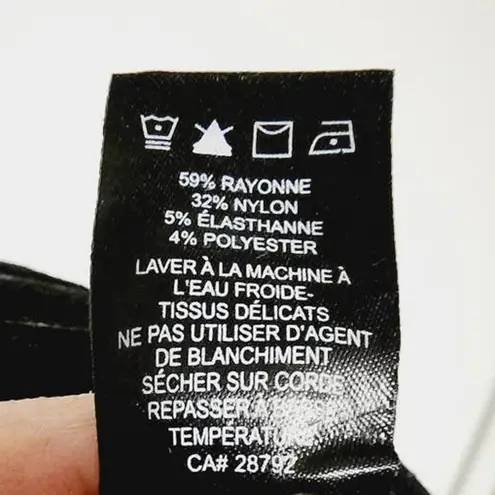 59% RAYONNE
32% NYLON
5% ÉLASTHANNE
4% POLYESTER
LAVER À LA MACHINE À
L'EAU FROIDE-
TISSUS DÉLICATS
NE PAS UTILISER D'AGENT
DE BLANCHIMENT
SÉCHER SUR CORDE
REPASSER À BASSE
TEMPÉRATURE
CA# 28792